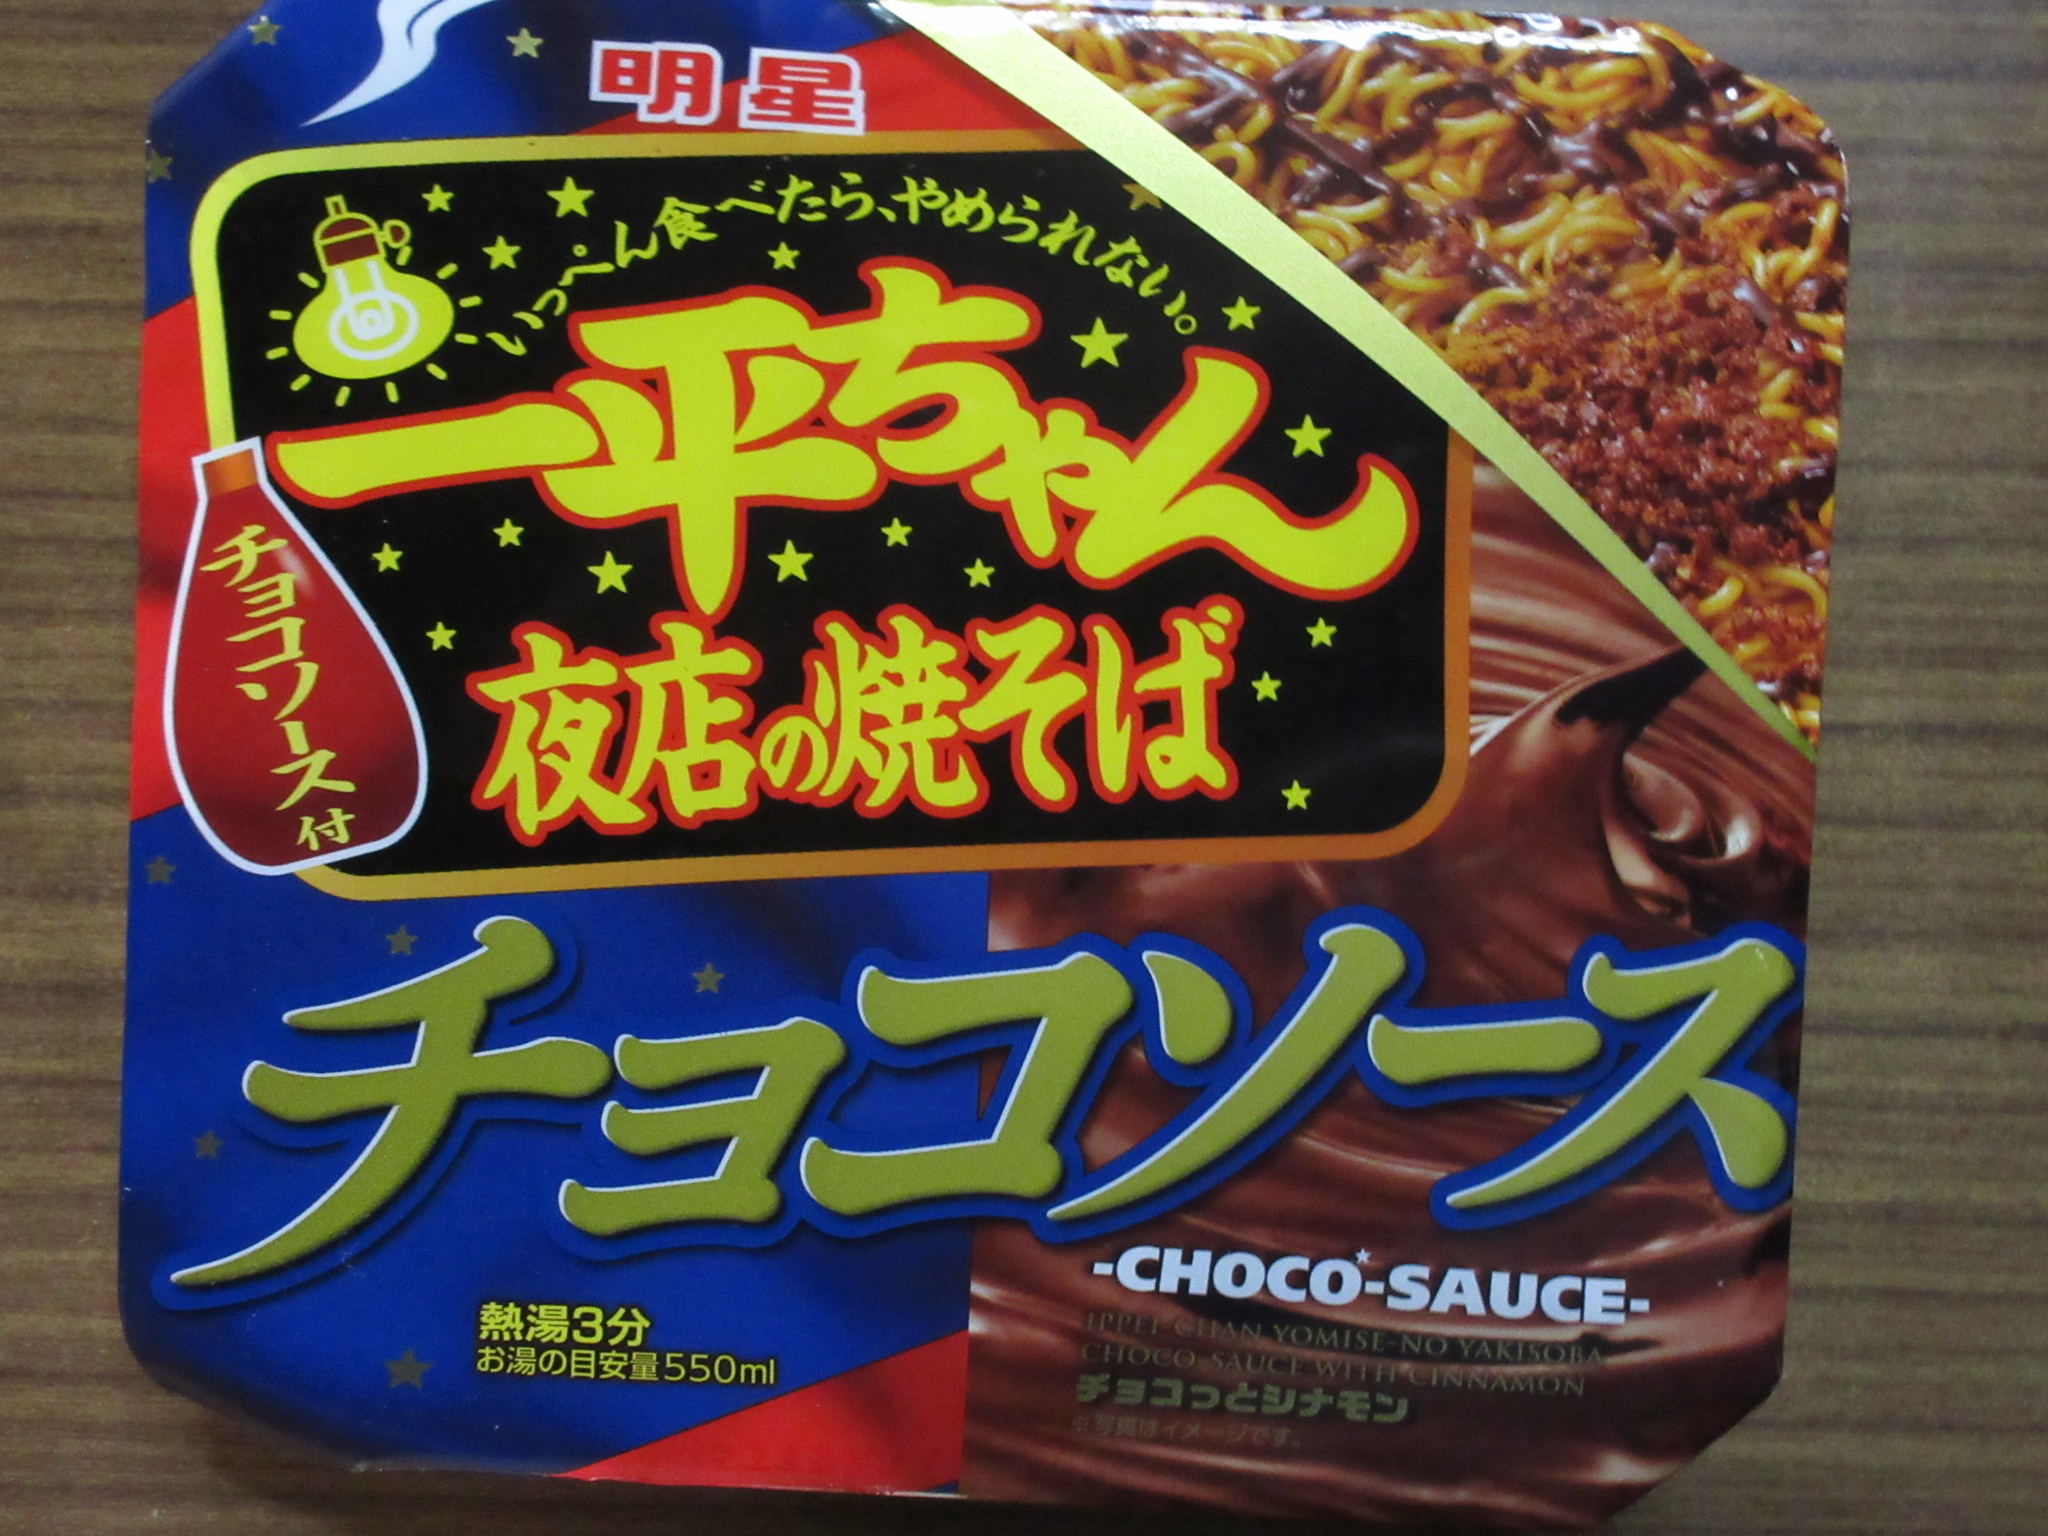 明星
いっぺん食べたら、やめられない。
一平ちゃん
夜店の焼そば
チョコソース付
チョコソース
-CHOCO-SAUCE-
IPPEI-CHAN YOMISE-NO YAKISOBA
CHOCO-SAUCE WITH CINNAMON
チョコっとシナモン
※写真はイメージです。
熱湯3分
お湯の目安量550ml